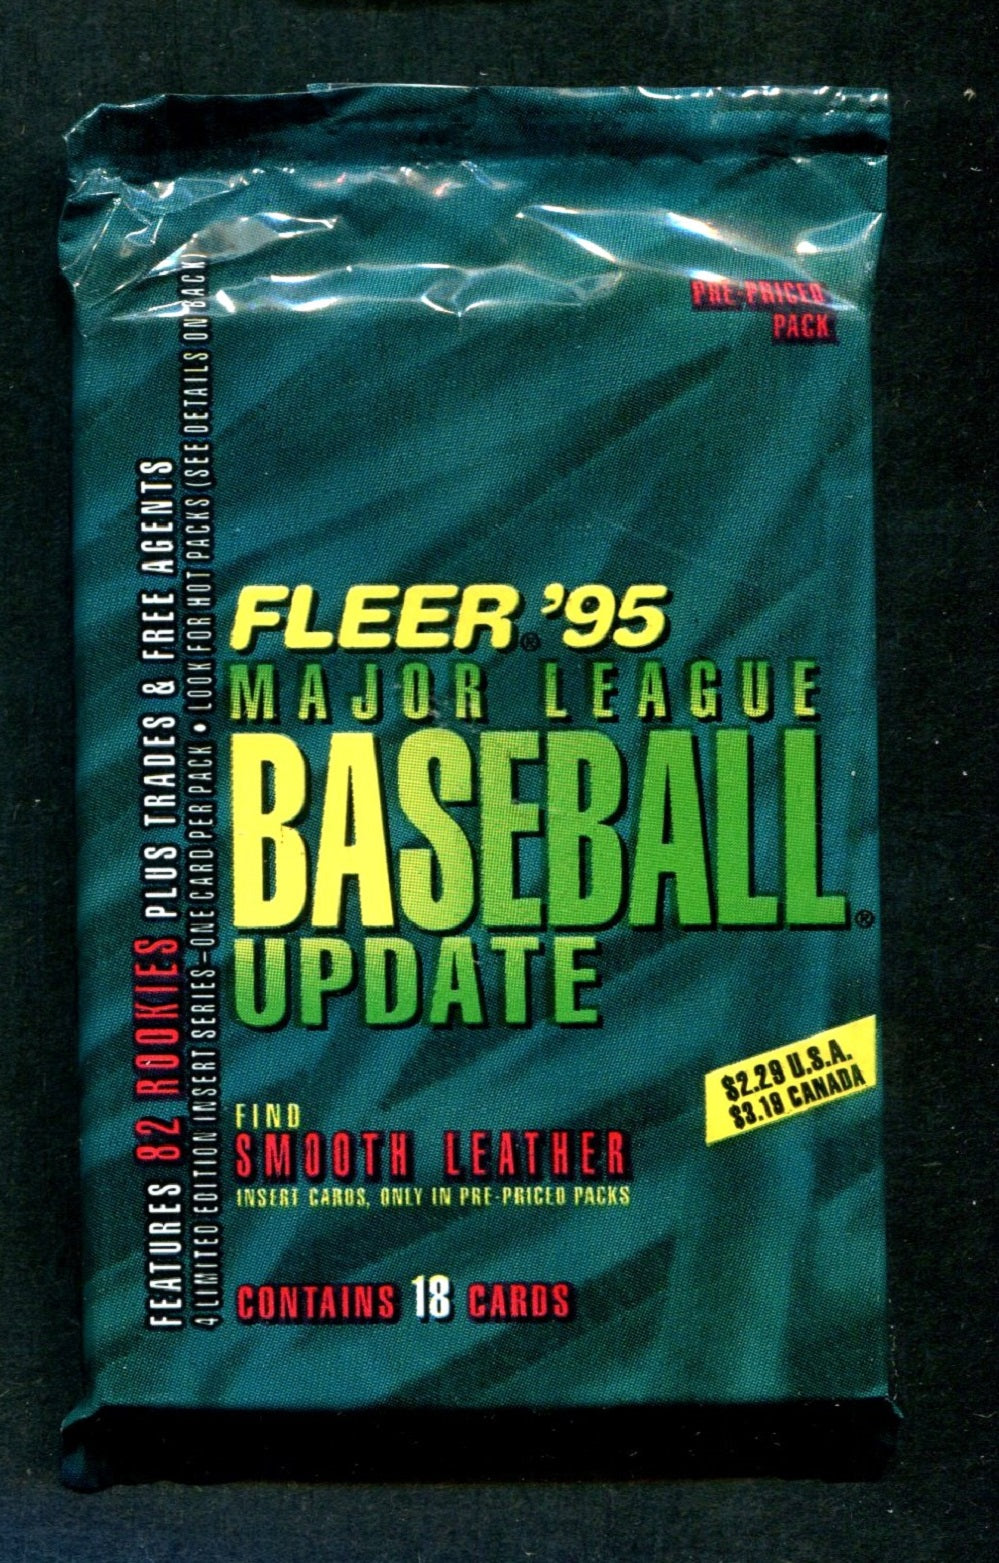 PRE-PRICED
PACK
FEATURES 82 ROOKIES PLUS TRADES & FREE AGENTS
4 LIMITED EDITION INSERT SERIES-ONE CARD PER PACK • LOOK FOR HOT PACKS (SEE DETAILS ON BACK)
FLEER® '95
MAJOR LEAGUE
BASEBALL®
UPDATE
$2.29 U.S.A.
$3.19 CANADA
FIND
SMOOTH LEATHER
INSERT CARDS, ONLY IN PRE-PRICED PACKS
CONTAINS 18 CARDS